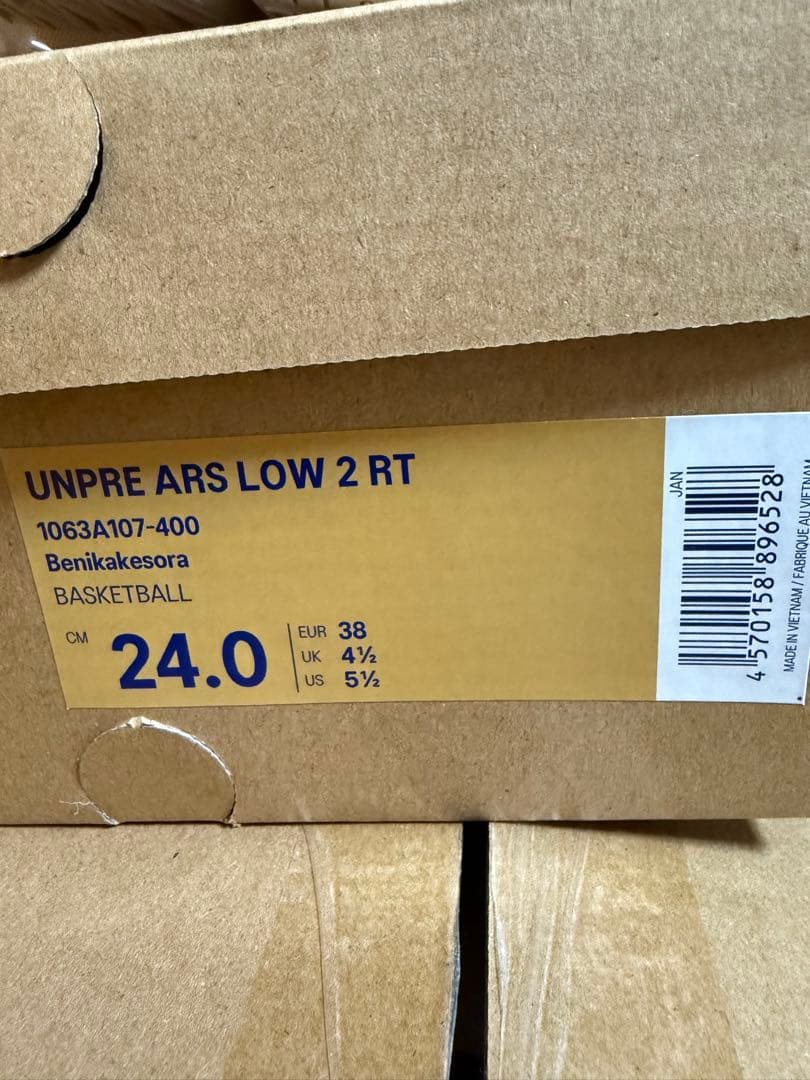 UNPRE ARS LOW 2 RT
1063A107-400
Benikakesora
BASKETBALL
CM 24.0
EUR 38
UK 4½
US 5½
JAN
4 570158 896528
MADE IN VIETNAM / FABRIQUE AU VIETNAM